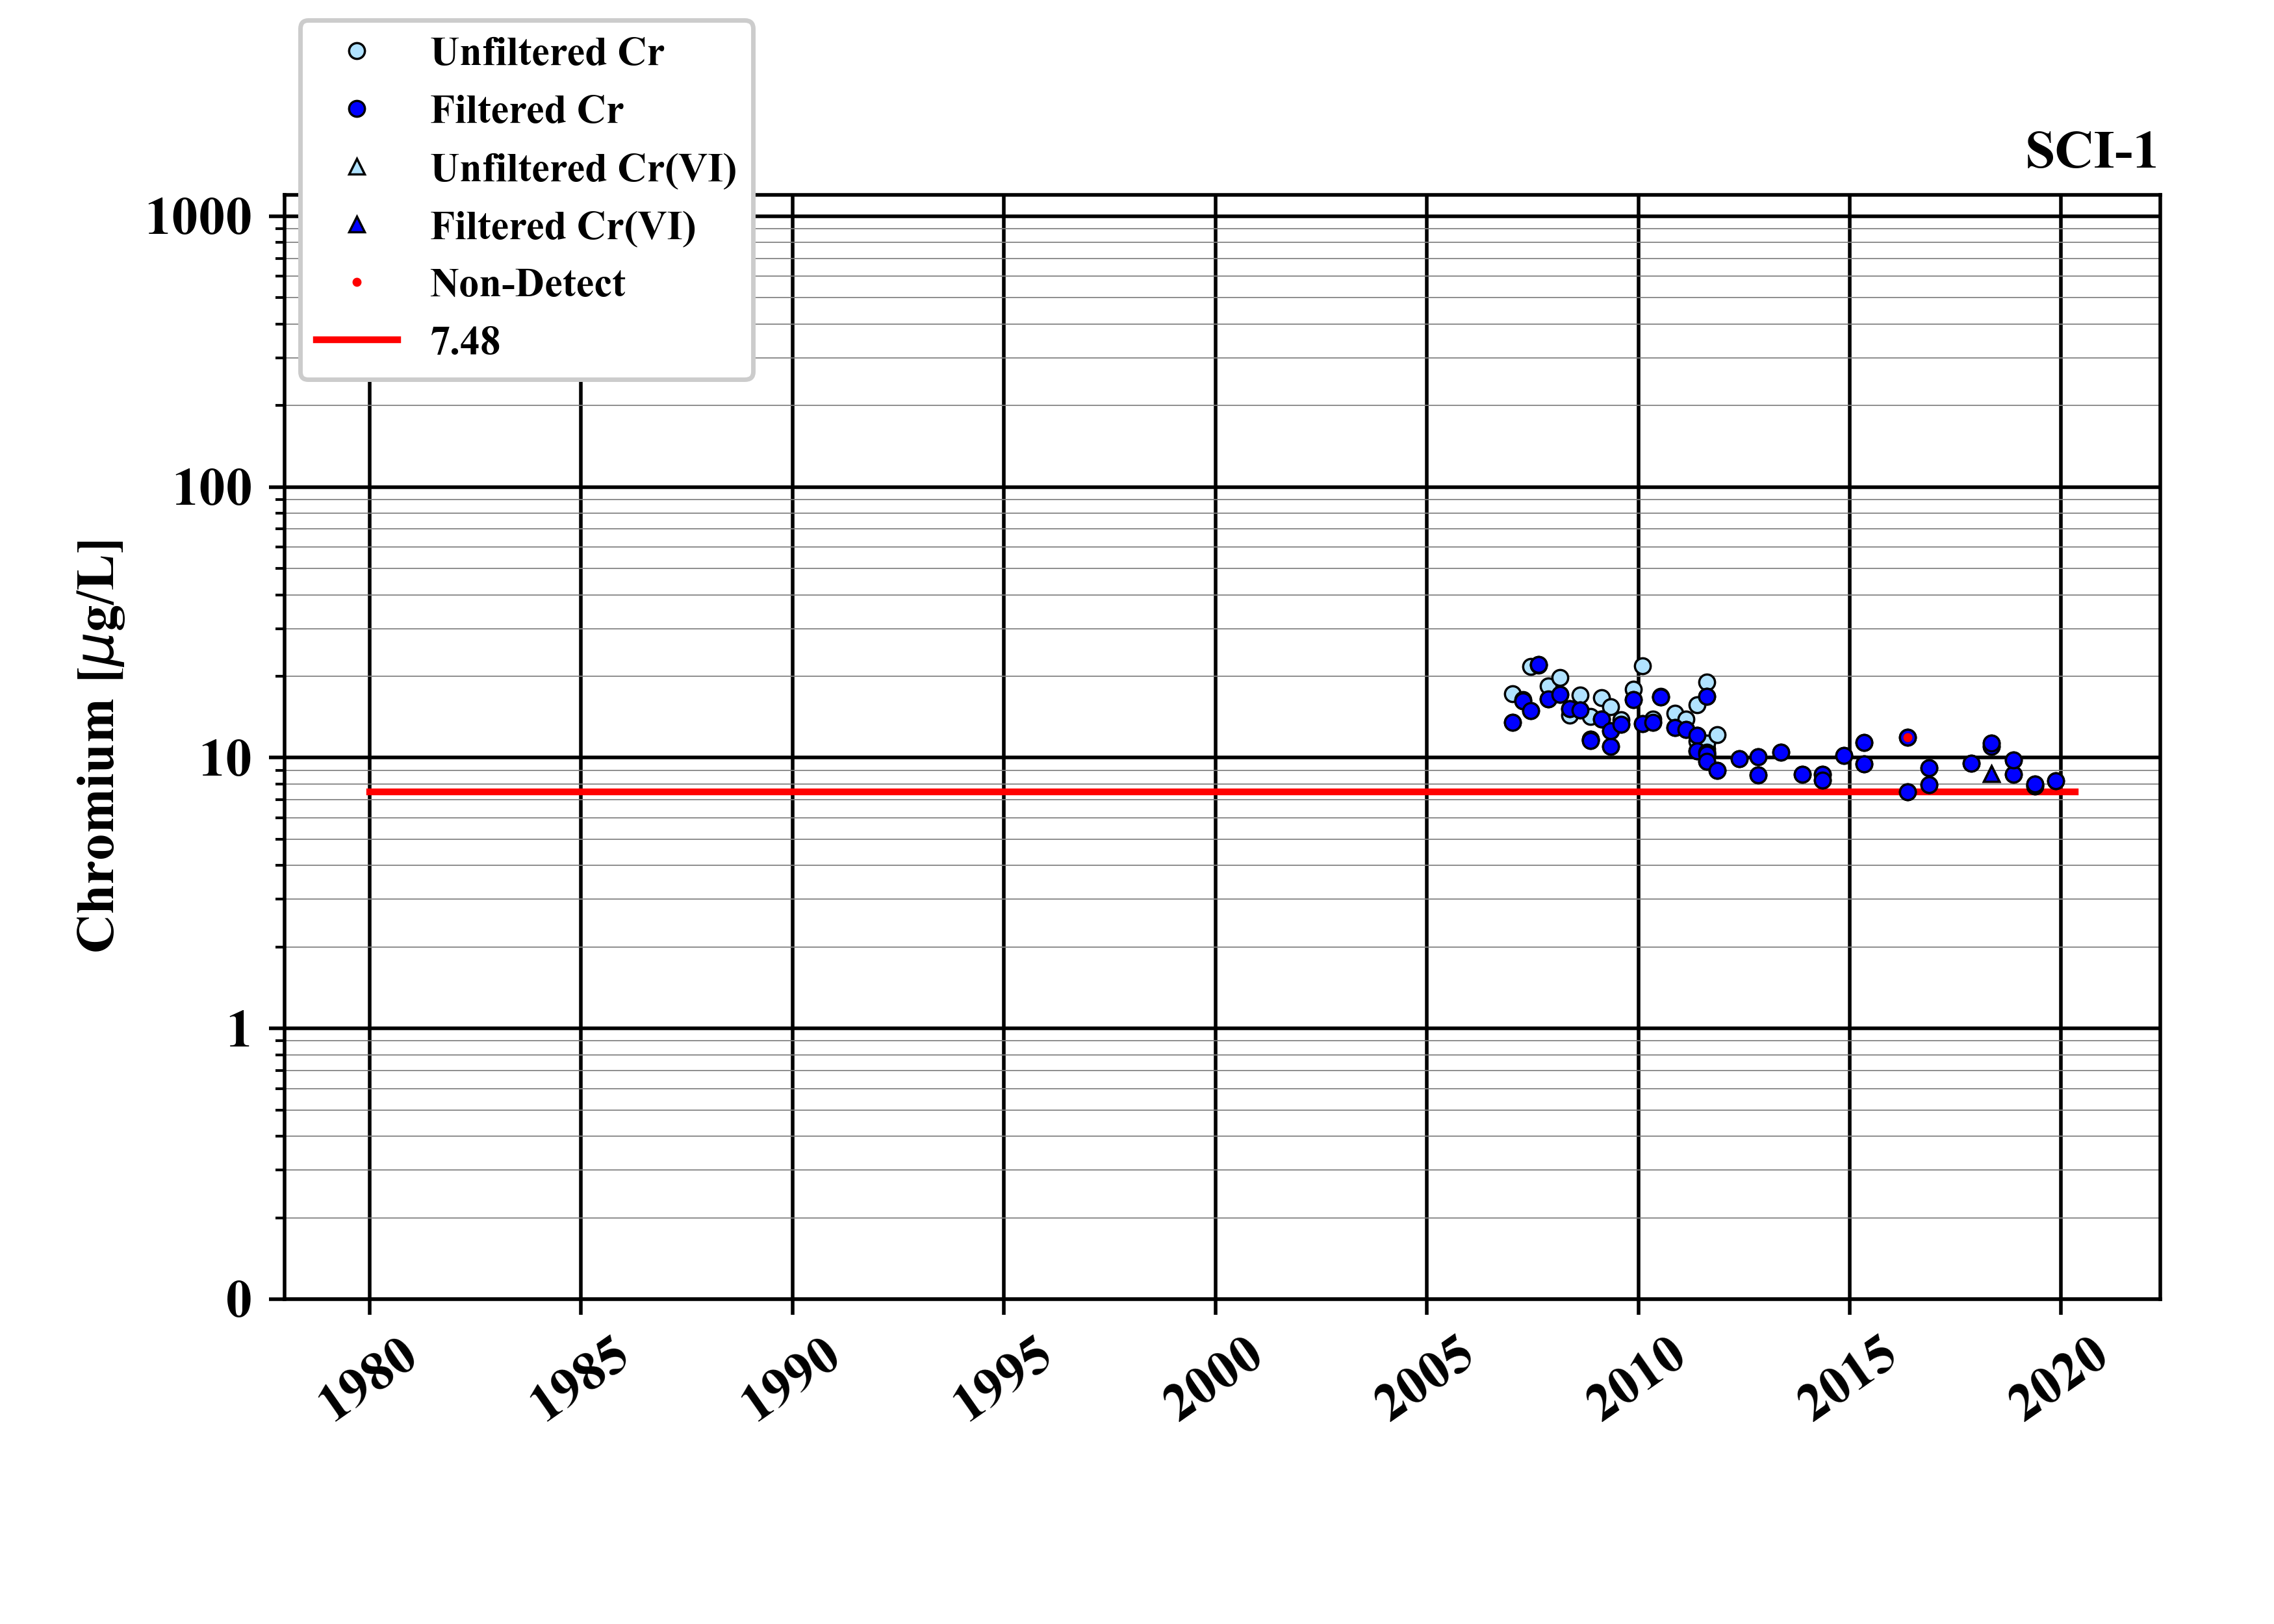 Unfiltered Cr
Filtered Cr
Unfiltered Cr(VI)
Filtered Cr(VI)
Non-Detect
7.48
SCI-1
1000
100
10
1
0
Chromium [μg/L]
1980
1985
1990
1995
2000
2005
2010
2015
2020